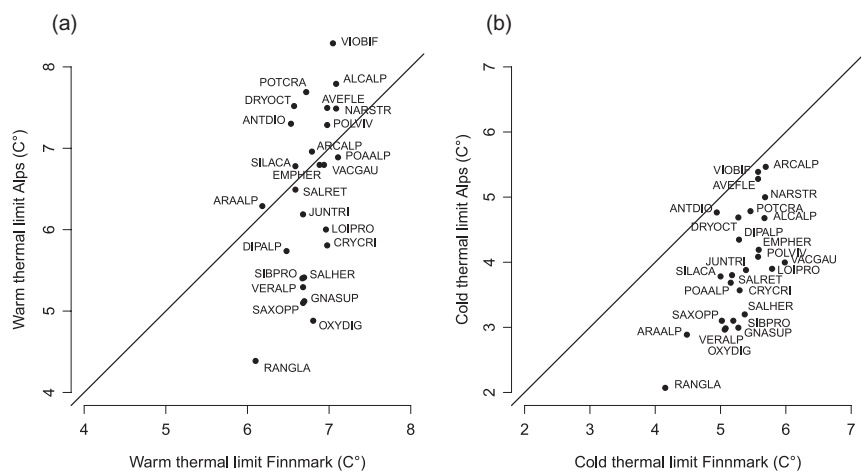 (a)
Warm thermal limit Alps (C°)
8
7
6
5
4
VIOBIF
POTCRA
ALCALP
DRYOCT
AVEFLE
NARSTR
ANTDIO
POLVIV
ARCALP
SILACA
POAALP
EMPHER
VACGAU
SALRET
ARAALP
JUNTRI
LOIPRO
DIPALP
CRYCRI
SIBPRO
SALHER
VERALP
GNASUP
SAXOPP
OXYDIG
RANGLA
4 5 6 7 8
Warm thermal limit Finnmark (C°)
(b)
Cold thermal limit Alps (C°)
7
6
5
4
3
2
VIOBIF
ARCALP
AVEFLE
NARSTR
ANTDIO
POTCRA
ALCALP
DRYOCT
DIPALP
EMPHER
POLVIV
JUNTRI
VACGAU
SILACA
LOIPRO
SALRET
POAALP
CRYCRI
SALHER
SAXOPP
SIBPRO
ARAALP
GNASUP
VERALP
OXYDIG
RANGLA
2 3 4 5 6 7
Cold thermal limit Finnmark (C°)